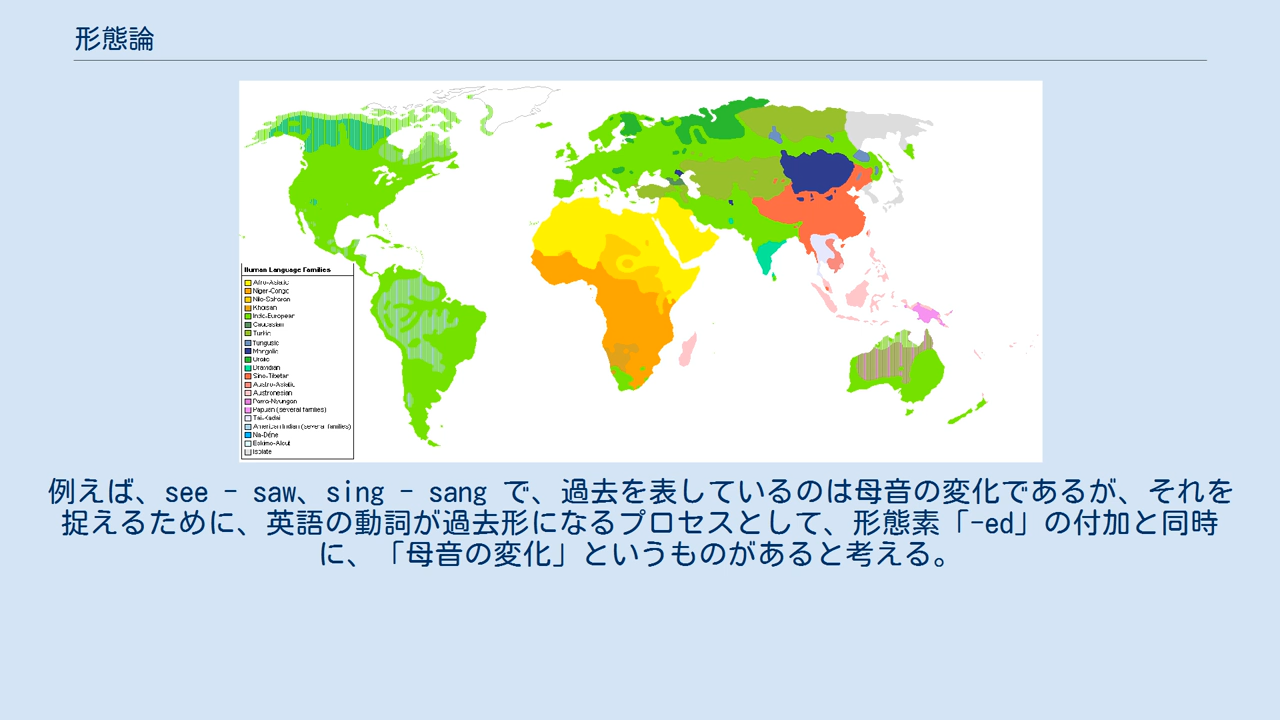 形態論
Human Language Families
Afro-Asiatic
Niger-Congo
Nilo-Saharan
Khoisan
Indo-European
Caucasian
Turkic
Tungusic
Mongolic
Uralic
Dravidian
Sino-Tibetan
Austro-Asiatic
Austronesian
Pama-Nyungan
Papuan (several families)
Tai-Kadai
American Indian (several families)
Na-Dene
Eskimo-Aleut
Isolate
例えば、see - saw、sing - sang で、過去を表しているのは母音の変化であるが、それを
捉えるために、英語の動詞が過去形になるプロセスとして、形態素「-ed」の付加と同時
に、「母音の変化」というものがあると考える。